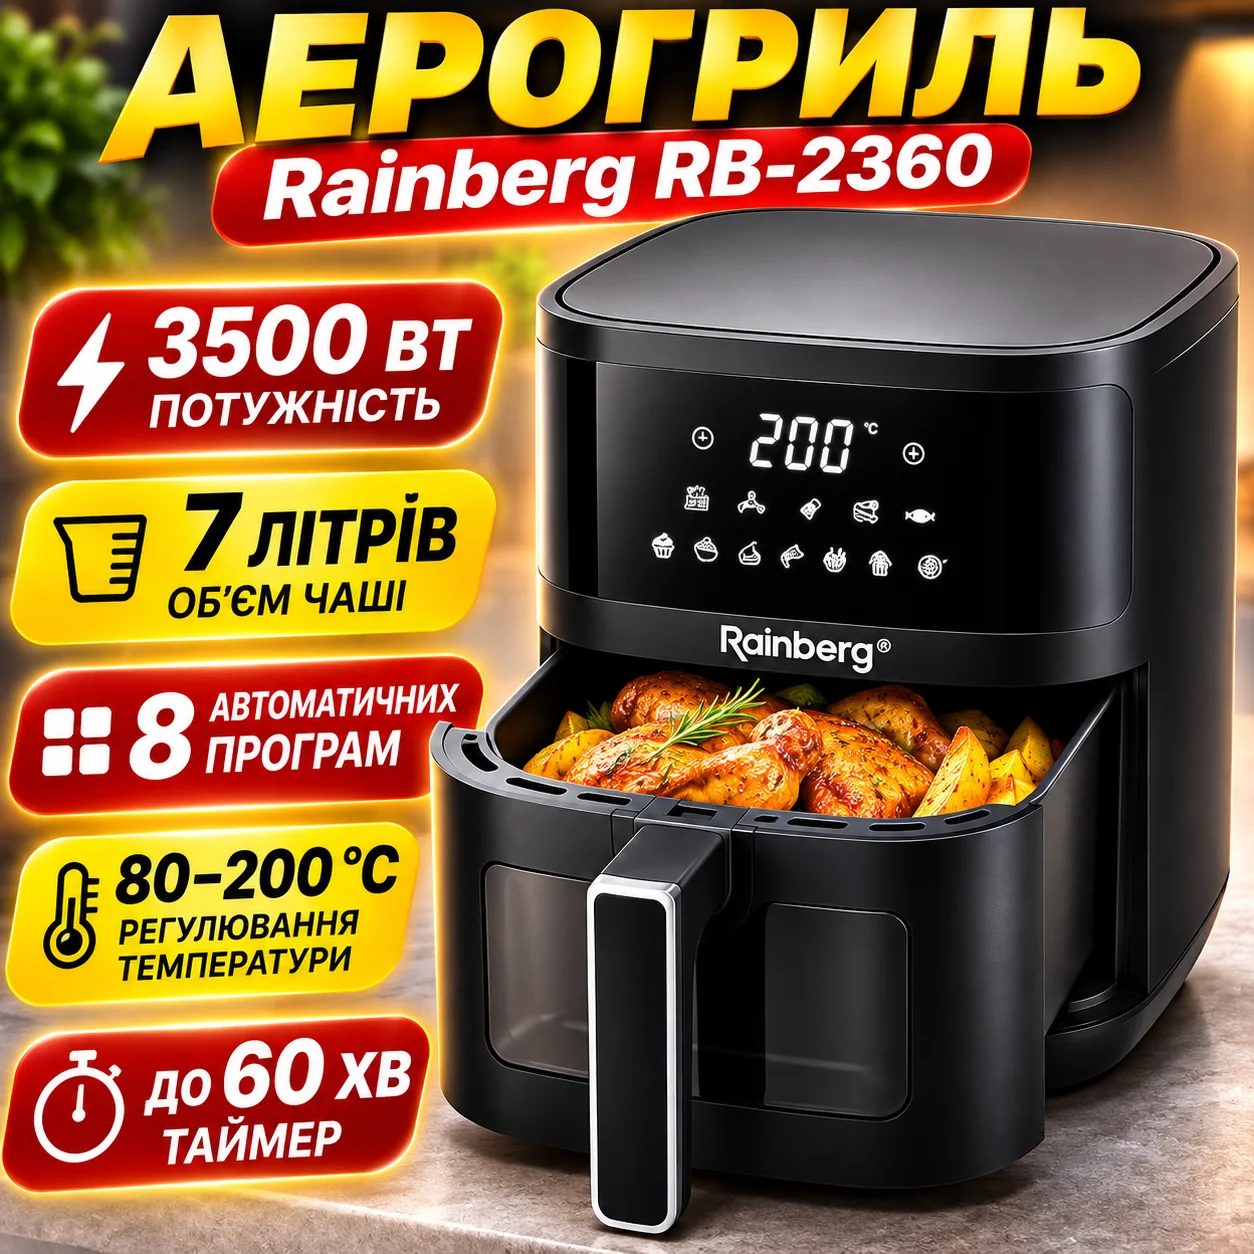 АЕРОГРИЛЬ
Rainberg RB-2360
3500 ВТ
ПОТУЖНІСТЬ
7 ЛІТРІВ
ОБ'ЄМ ЧАШІ
8 АВТОМАТИЧНИХ
ПРОГРАМ
80–200 °C
РЕГУЛЮВАННЯ
ТЕМПЕРАТУРИ
ДО 60 ХВ
ТАЙМЕР
200 °C
Rainberg®